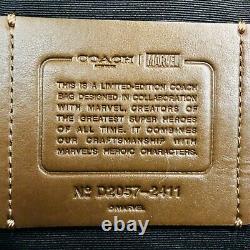 COACH | MARVEL
THIS IS A LIMITED-EDITION COACH
BAG DESIGNED IN COLLABORATION
WITH MARVEL, CREATORS OF
THE GREATEST SUPER HEROES
OF ALL TIME. IT COMBINES
OUR CRAFTSMANSHIP WITH
MARVEL'S HEROIC CHARACTERS.
Nº D2057-2411
©MARVEL